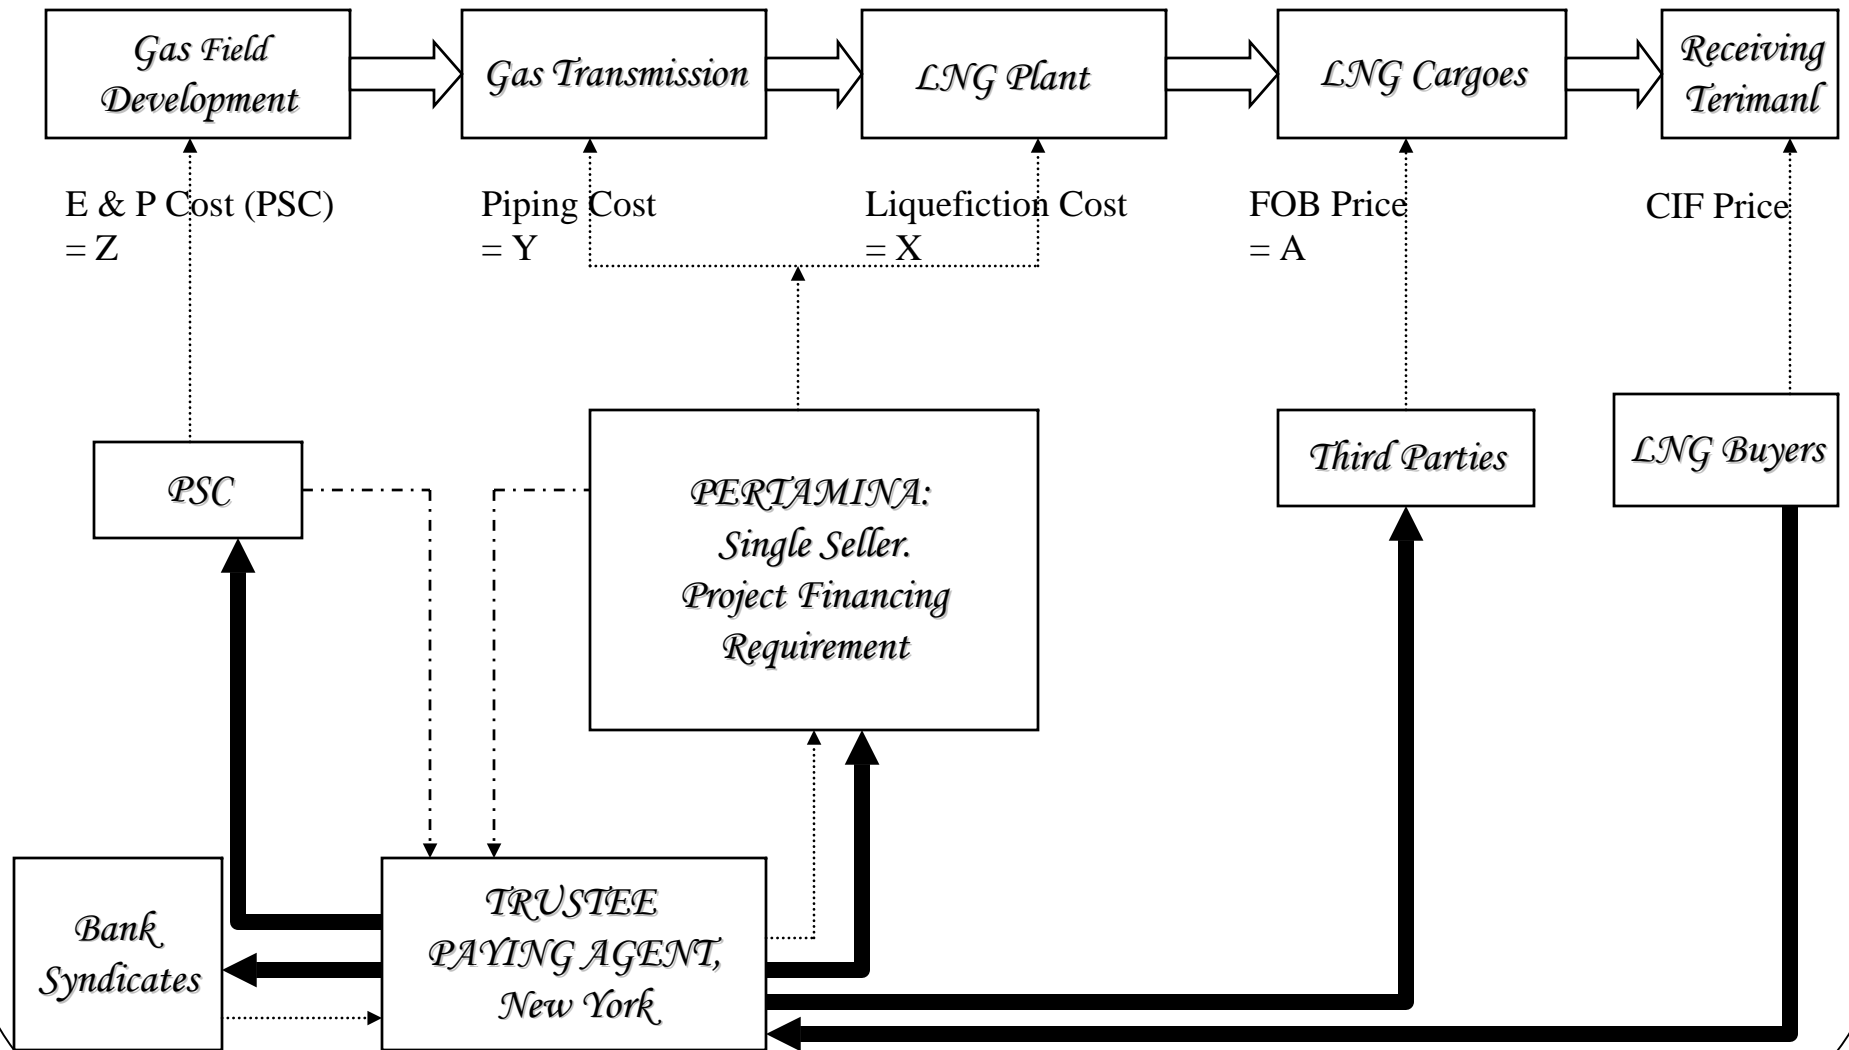 Gas Field
Development
Gas Transmission
LNG Plant
LNG Cargoes
Receiving
Terimanl
E & P Cost (PSC)
= Z
Piping Cost
= Y
Liquefiction Cost
= X
FOB Price
= A
CIF Price
PSC
PERTAMINA:
Single Seller.
Project Financing
Requirement
Third Parties
LNG Buyers
Bank
Syndicates
TRUSTEE
PAYING AGENT,
New York